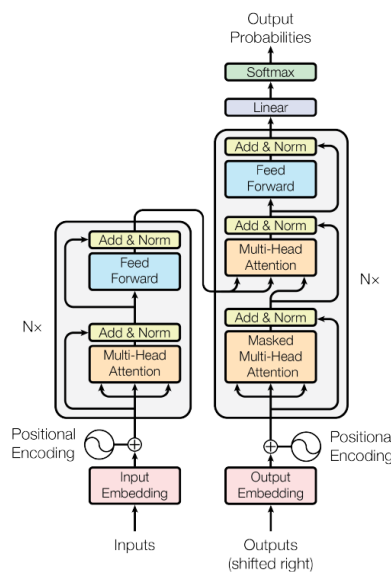 Output
Probabilities
Softmax
Linear
Add & Norm
Feed
Forward
Add & Norm
Multi-Head
Attention
Add & Norm
Masked
Multi-Head
Attention
N×
Positional
Encoding
Output
Embedding
Outputs
(shifted right)
Add & Norm
Feed
Forward
N×
Add & Norm
Multi-Head
Attention
Positional
Encoding
Input
Embedding
Inputs